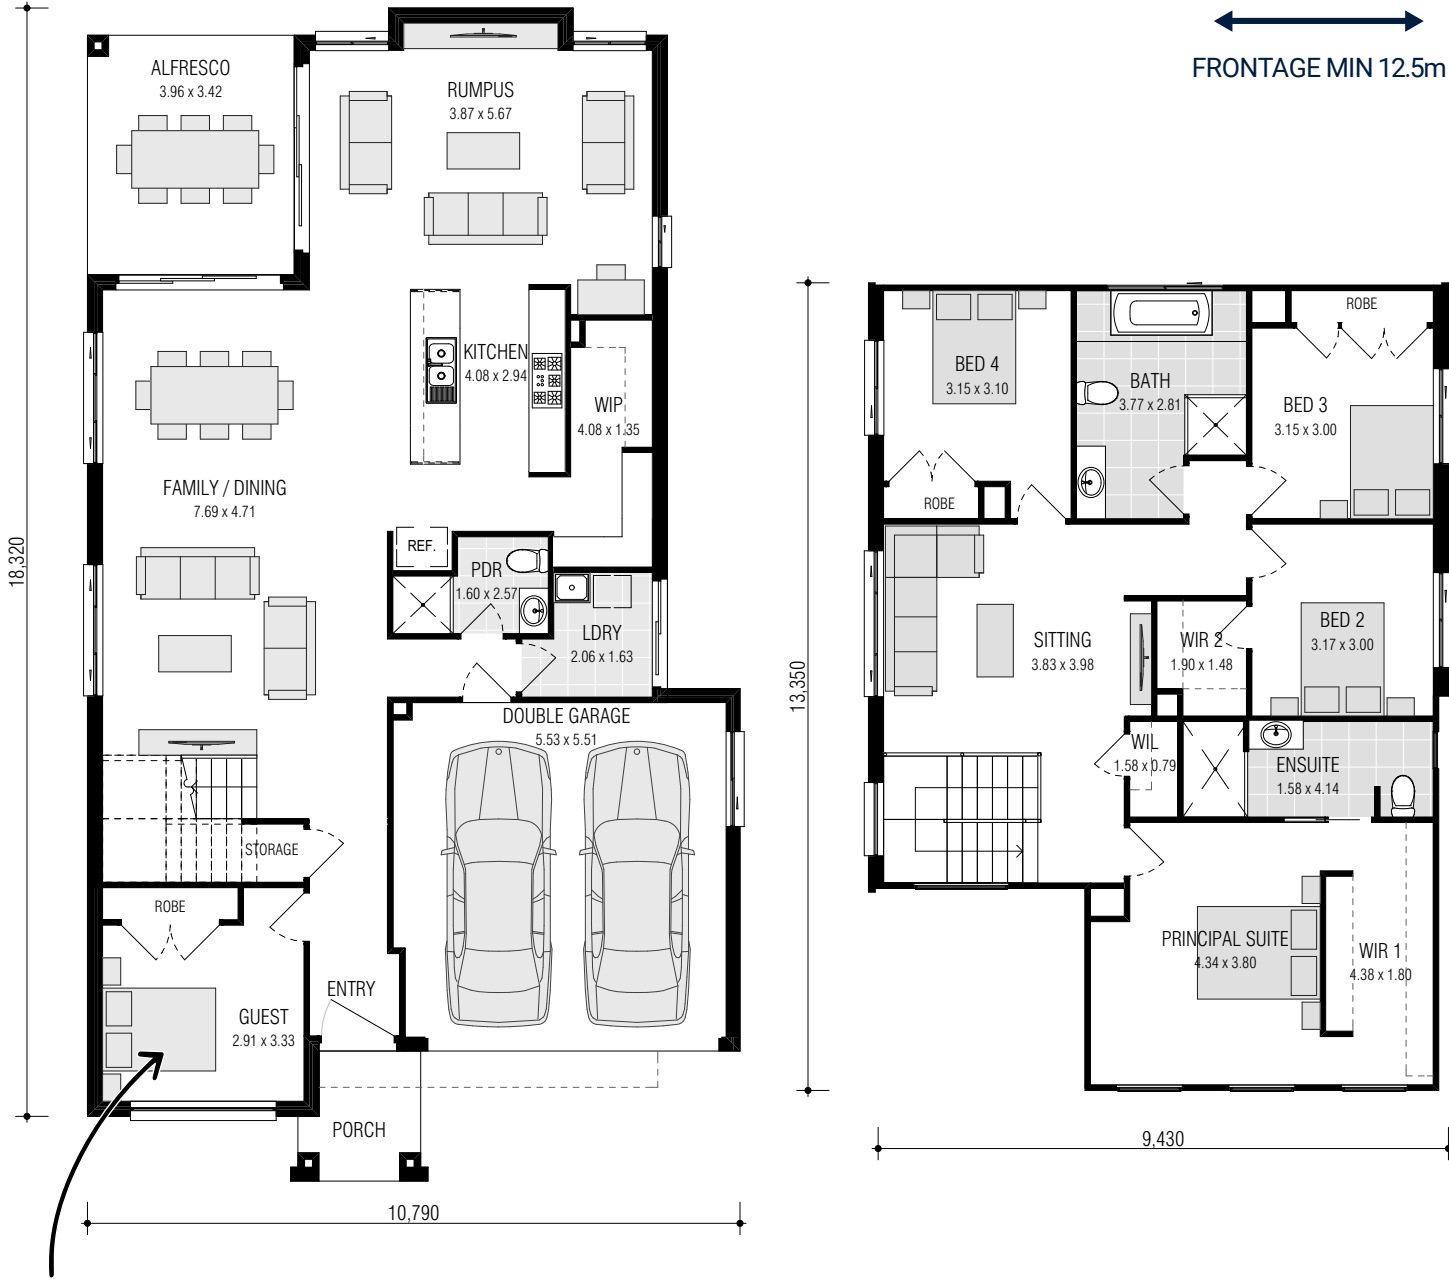 FRONTAGE MIN 12.5m
ALFRESCO
3.96 x 3.42
RUMPUS
3.87 x 5.67
KITCHEN
4.08 x 2.94
WIP
4.08 x 1.35
FAMILY / DINING
7.69 x 4.71
REF.
PDR
1.60 x 2.57
LDRY
2.06 x 1.63
DOUBLE GARAGE
5.53 x 5.51
STORAGE
ROBE
GUEST
2.91 x 3.33
ENTRY
PORCH
18,320
10,790
ROBE
BED 4
3.15 x 3.10
BATH
3.77 x 2.81
BED 3
3.15 x 3.00
ROBE
SITTING
3.83 x 3.98
WIR 2
1.90 x 1.48
BED 2
3.17 x 3.00
WIL
1.58 x 0.79
ENSUITE
1.58 x 4.14
PRINCIPAL SUITE
4.34 x 3.80
WIR 1
4.38 x 1.80
13,350
9,430